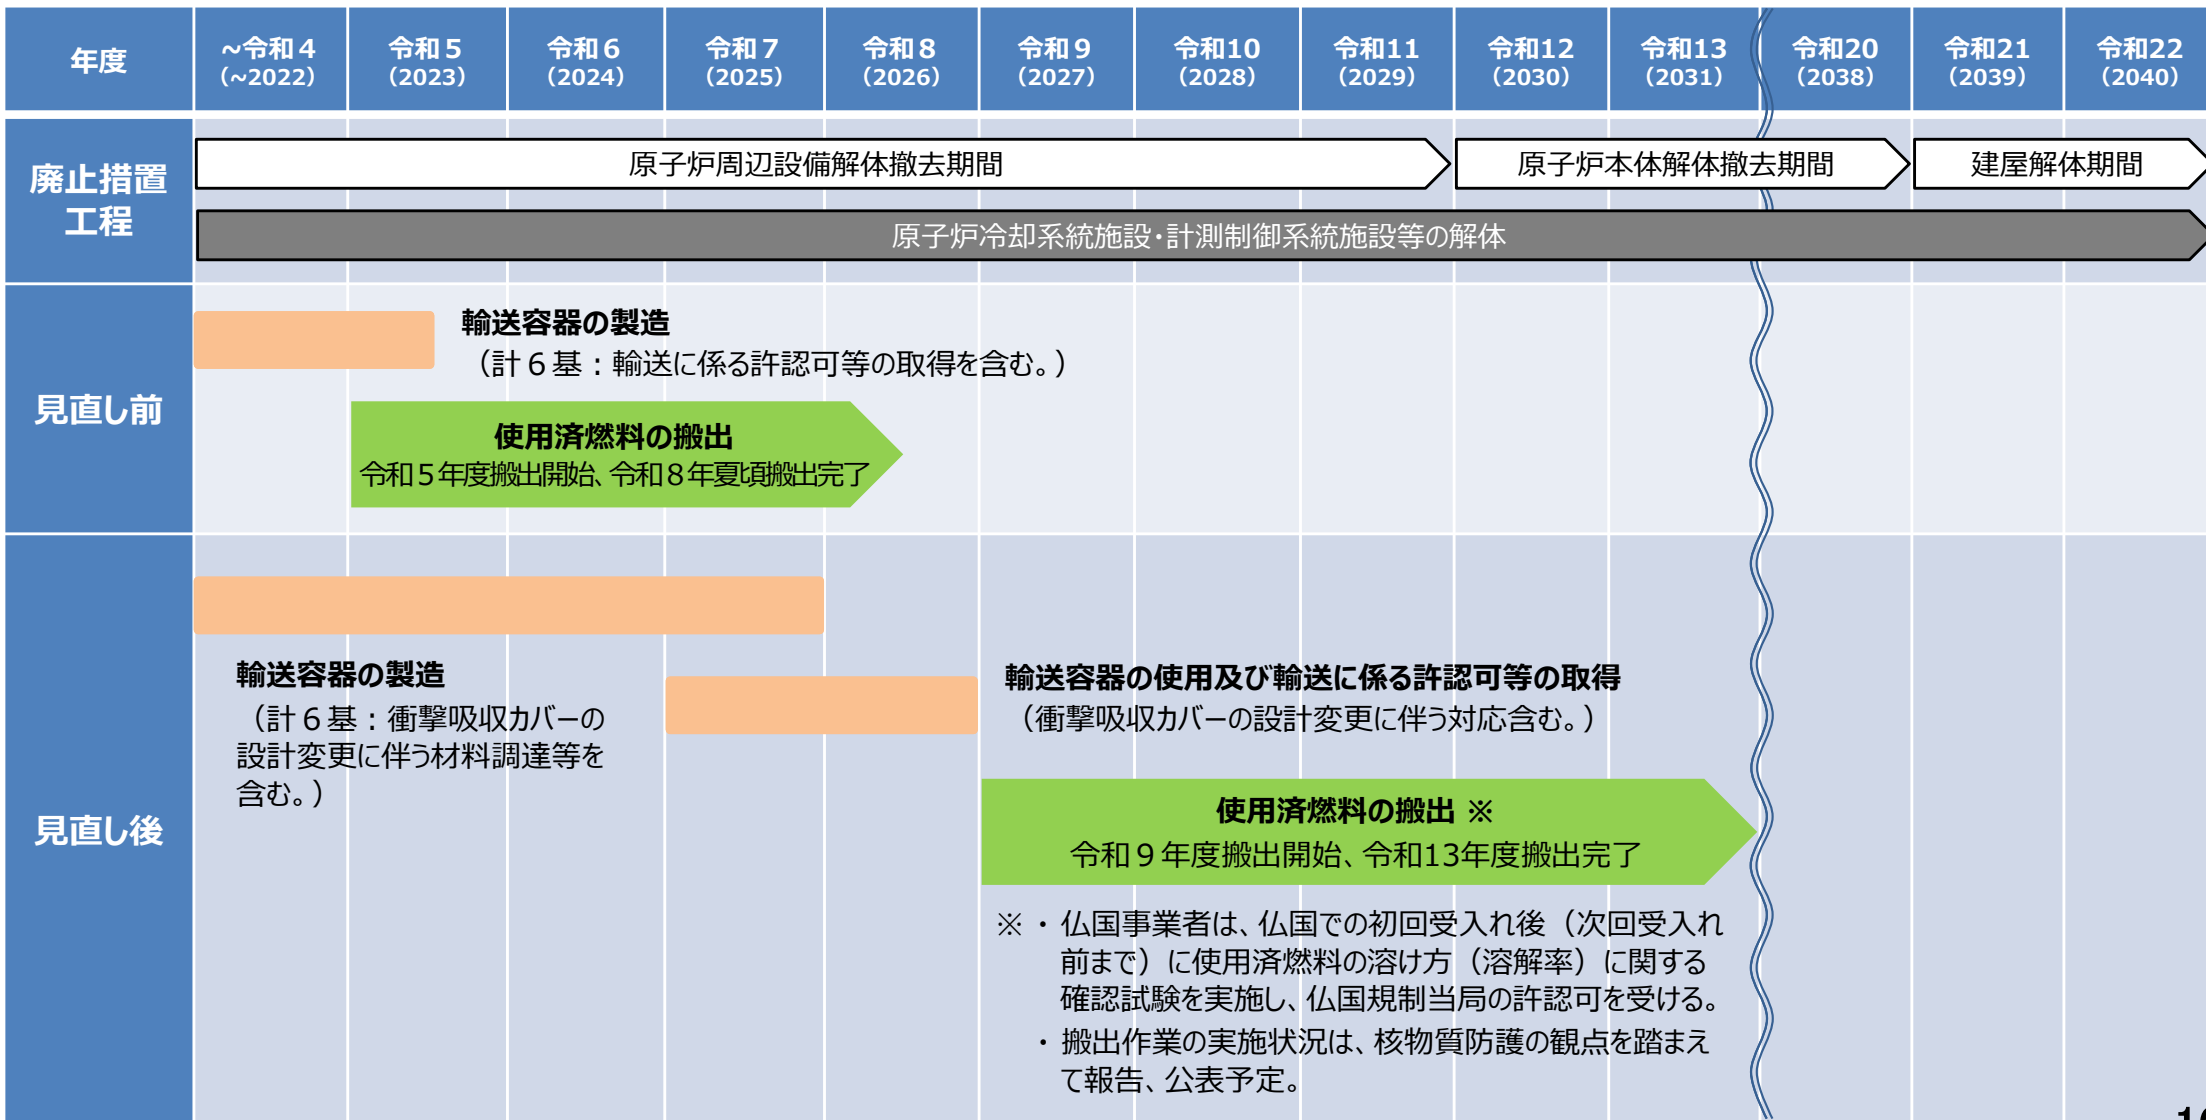 年度
~令和４
（~2022）
令和５
（2023）
令和６
（2024）
令和７
（2025）
令和８
（2026）
令和９
（2027）
令和10
（2028）
令和11
（2029）
令和12
（2030）
令和13
（2031）
令和20
（2038）
令和21
（2039）
令和22
（2040）
廃止措置
工程
原子炉周辺設備解体撤去期間
原子炉本体解体撤去期間
建屋解体期間
原子炉冷却系統施設・計測制御系統施設等の解体
見直し前
輸送容器の製造
（計６基：輸送に係る許認可等の取得を含む。）
使用済燃料の搬出
令和５年度搬出開始、令和８年夏頃搬出完了
見直し後
輸送容器の製造
（計６基：衝撃吸収カバーの
設計変更に伴う材料調達等を
含む。）
輸送容器の使用及び輸送に係る許認可等の取得
（衝撃吸収カバーの設計変更に伴う対応含む。）
使用済燃料の搬出 ※
令和９年度搬出開始、令和13年度搬出完了
※・仏国事業者は、仏国での初回受入れ後（次回受入れ
前まで）に使用済燃料の溶け方（溶解率）に関する
確認試験を実施し、仏国規制当局の許認可を受ける。
・搬出作業の実施状況は、核物質防護の観点を踏まえ
て報告、公表予定。